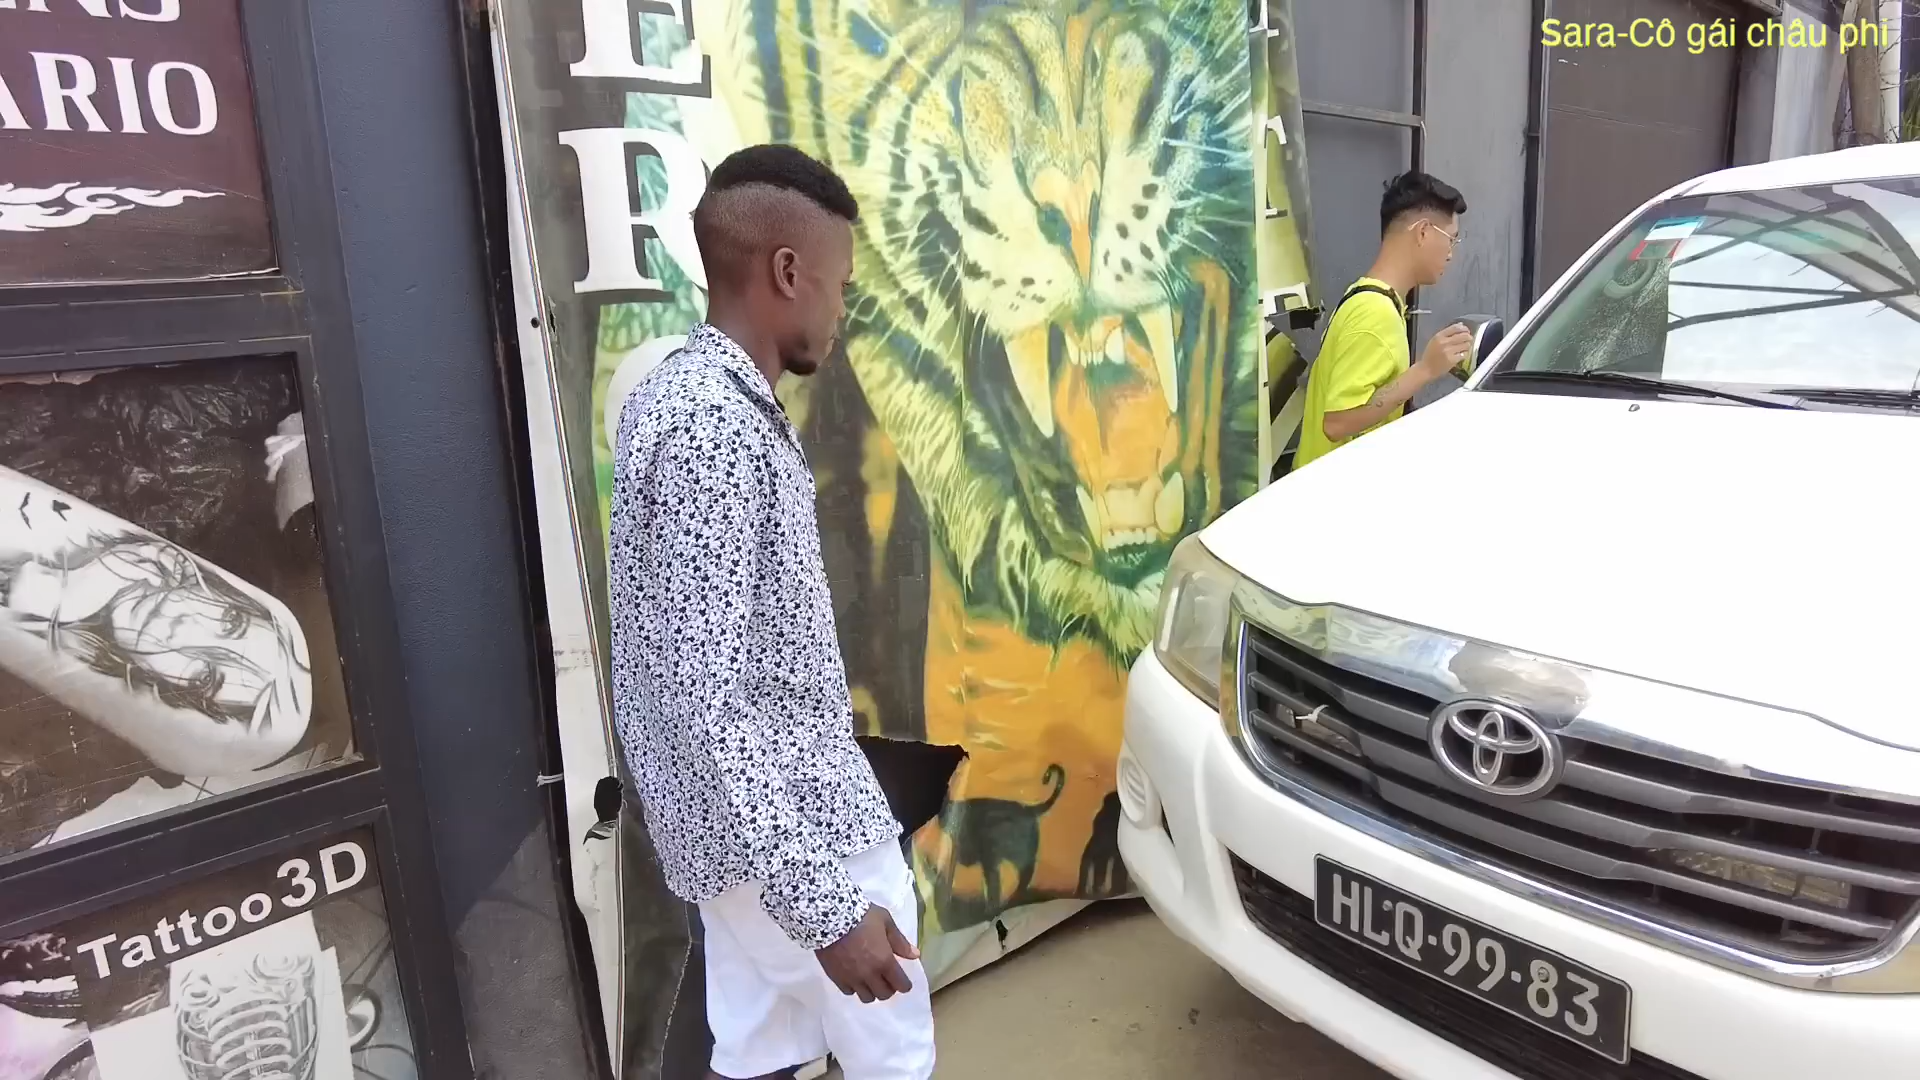 Sara-Cô gái châu phi
ARIO
E
R
Tattoo3D
HLQ·99·83